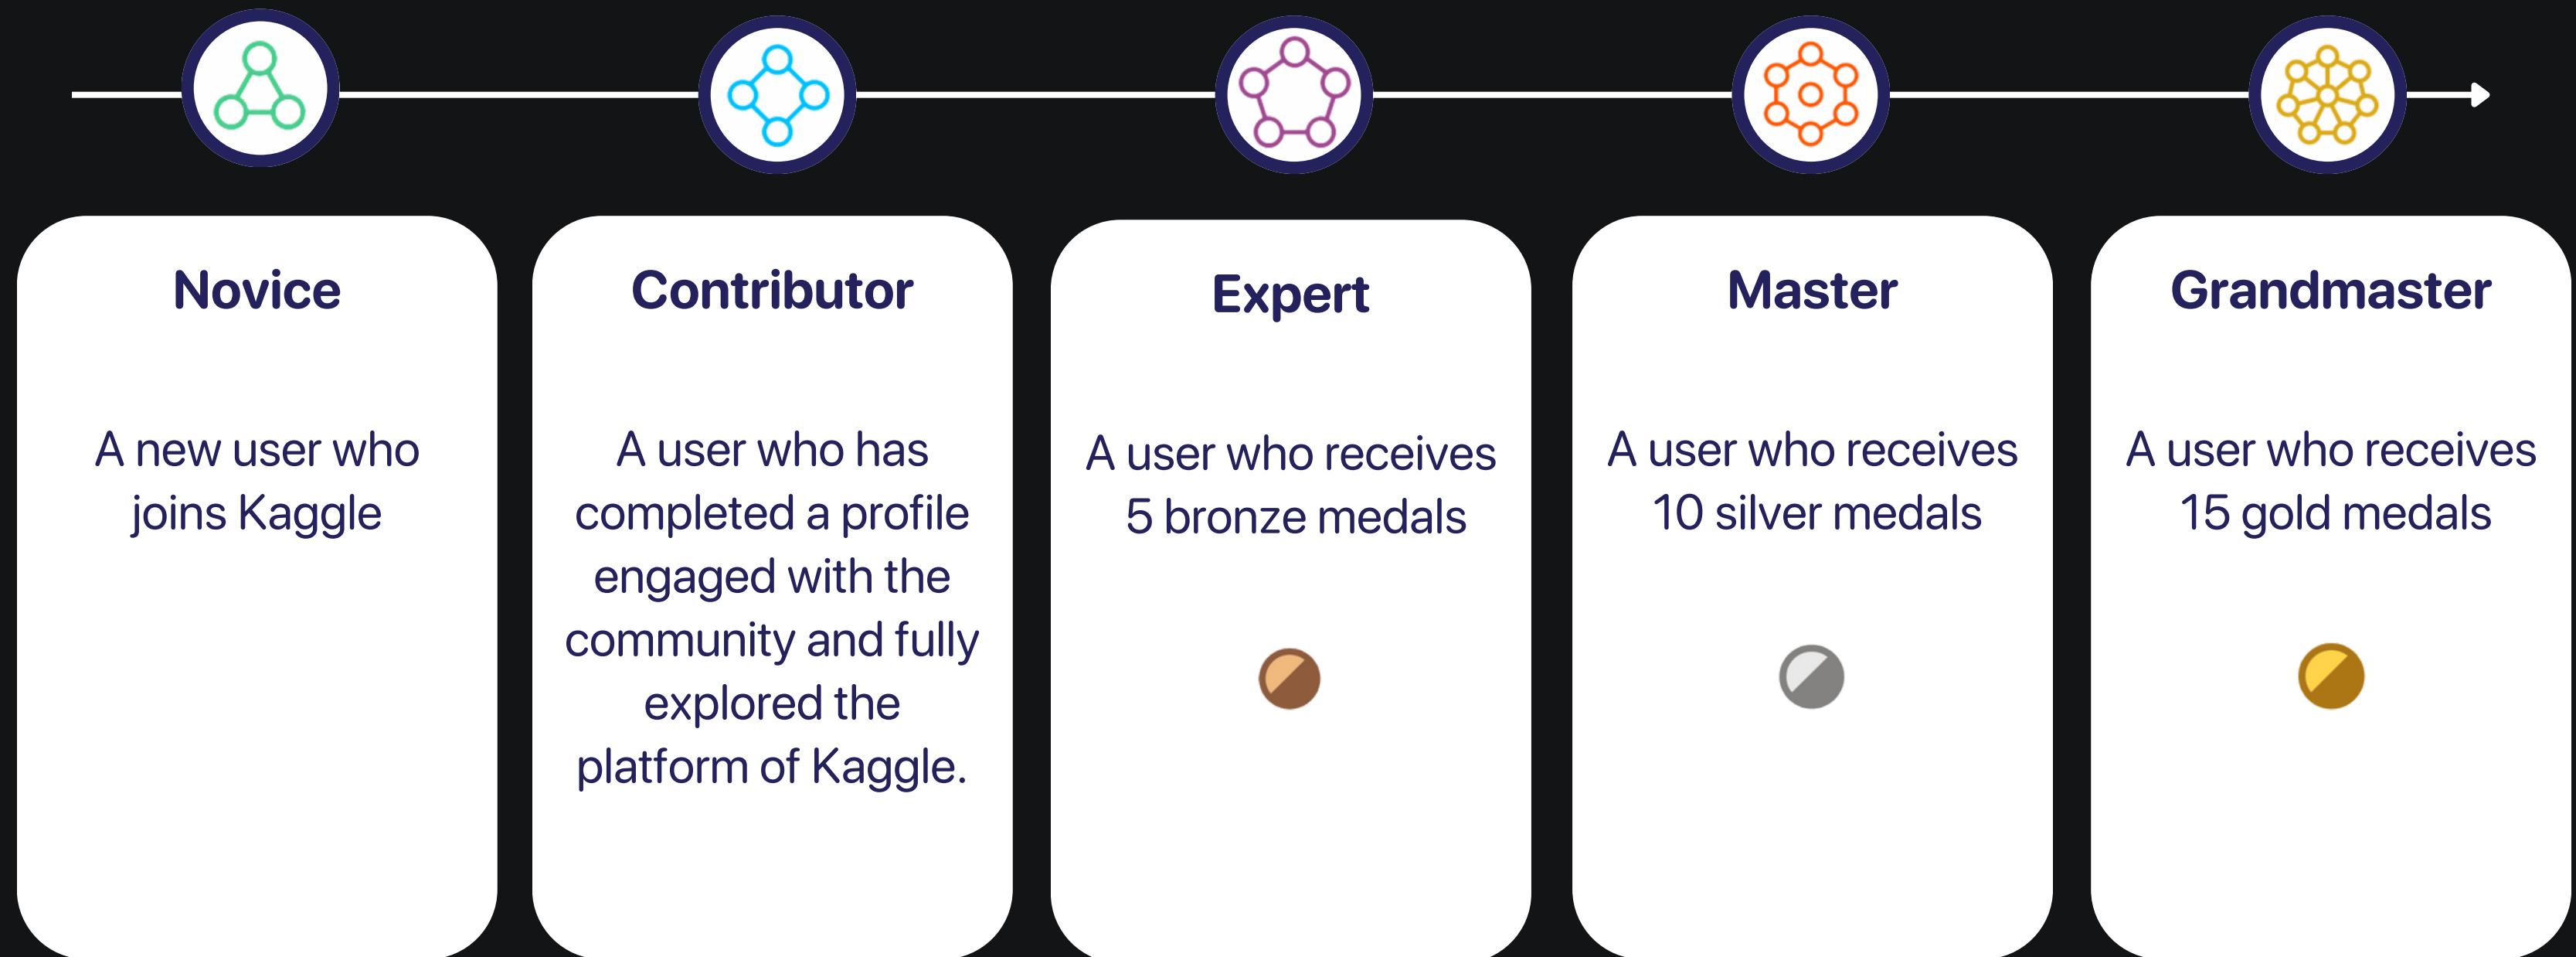 Novice
A new user who
joins Kaggle
Contributor
A user who has
completed a profile
engaged with the
community and fully
explored the
platform of Kaggle.
Expert
A user who receives
5 bronze medals
Master
A user who receives
10 silver medals
Grandmaster
A user who receives
15 gold medals